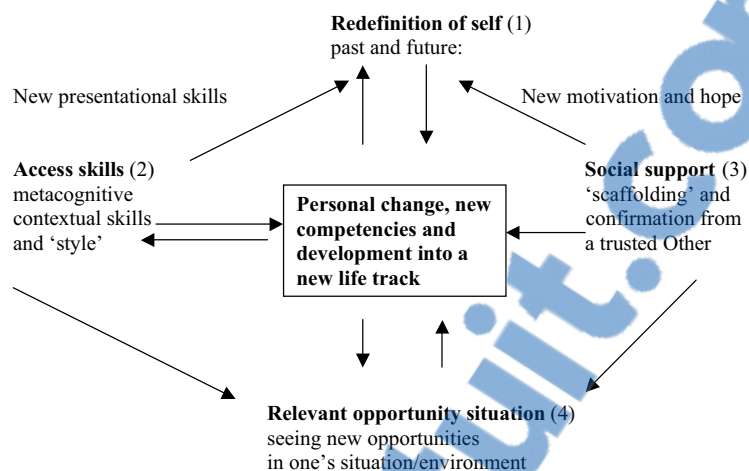 Redefinition of self (1)
past and future:
New presentational skills
New motivation and hope
Access skills (2)
metacognitive
contextual skills
and ‘style’
Social support (3)
‘scaffolding’ and
confirmation from
a trusted Other
Personal change, new
competencies and
development into a
new life track
Relevant opportunity situation (4)
seeing new opportunities
in one’s situation/environment
tuit.co